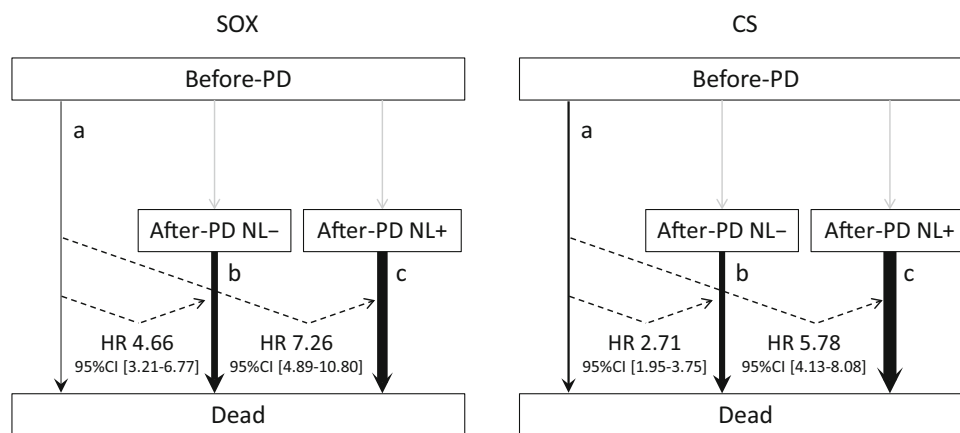 SOX
Before-PD
a
After-PD NL−
After-PD NL+
b
c
HR 4.66
95%CI [3.21-6.77]
HR 7.26
95%CI [4.89-10.80]
Dead
CS
Before-PD
a
After-PD NL−
After-PD NL+
b
c
HR 2.71
95%CI [1.95-3.75]
HR 5.78
95%CI [4.13-8.08]
Dead